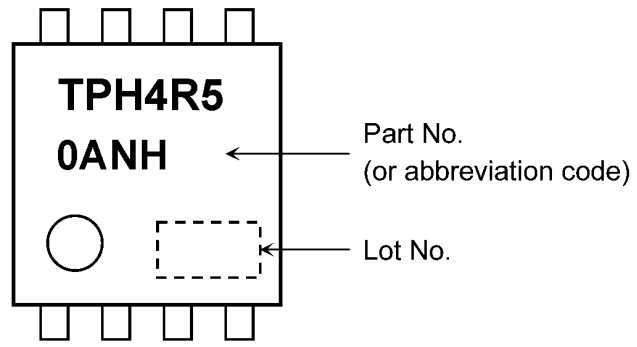 TPH4R5
0ANH
Part No.
(or abbreviation code)
Lot No.